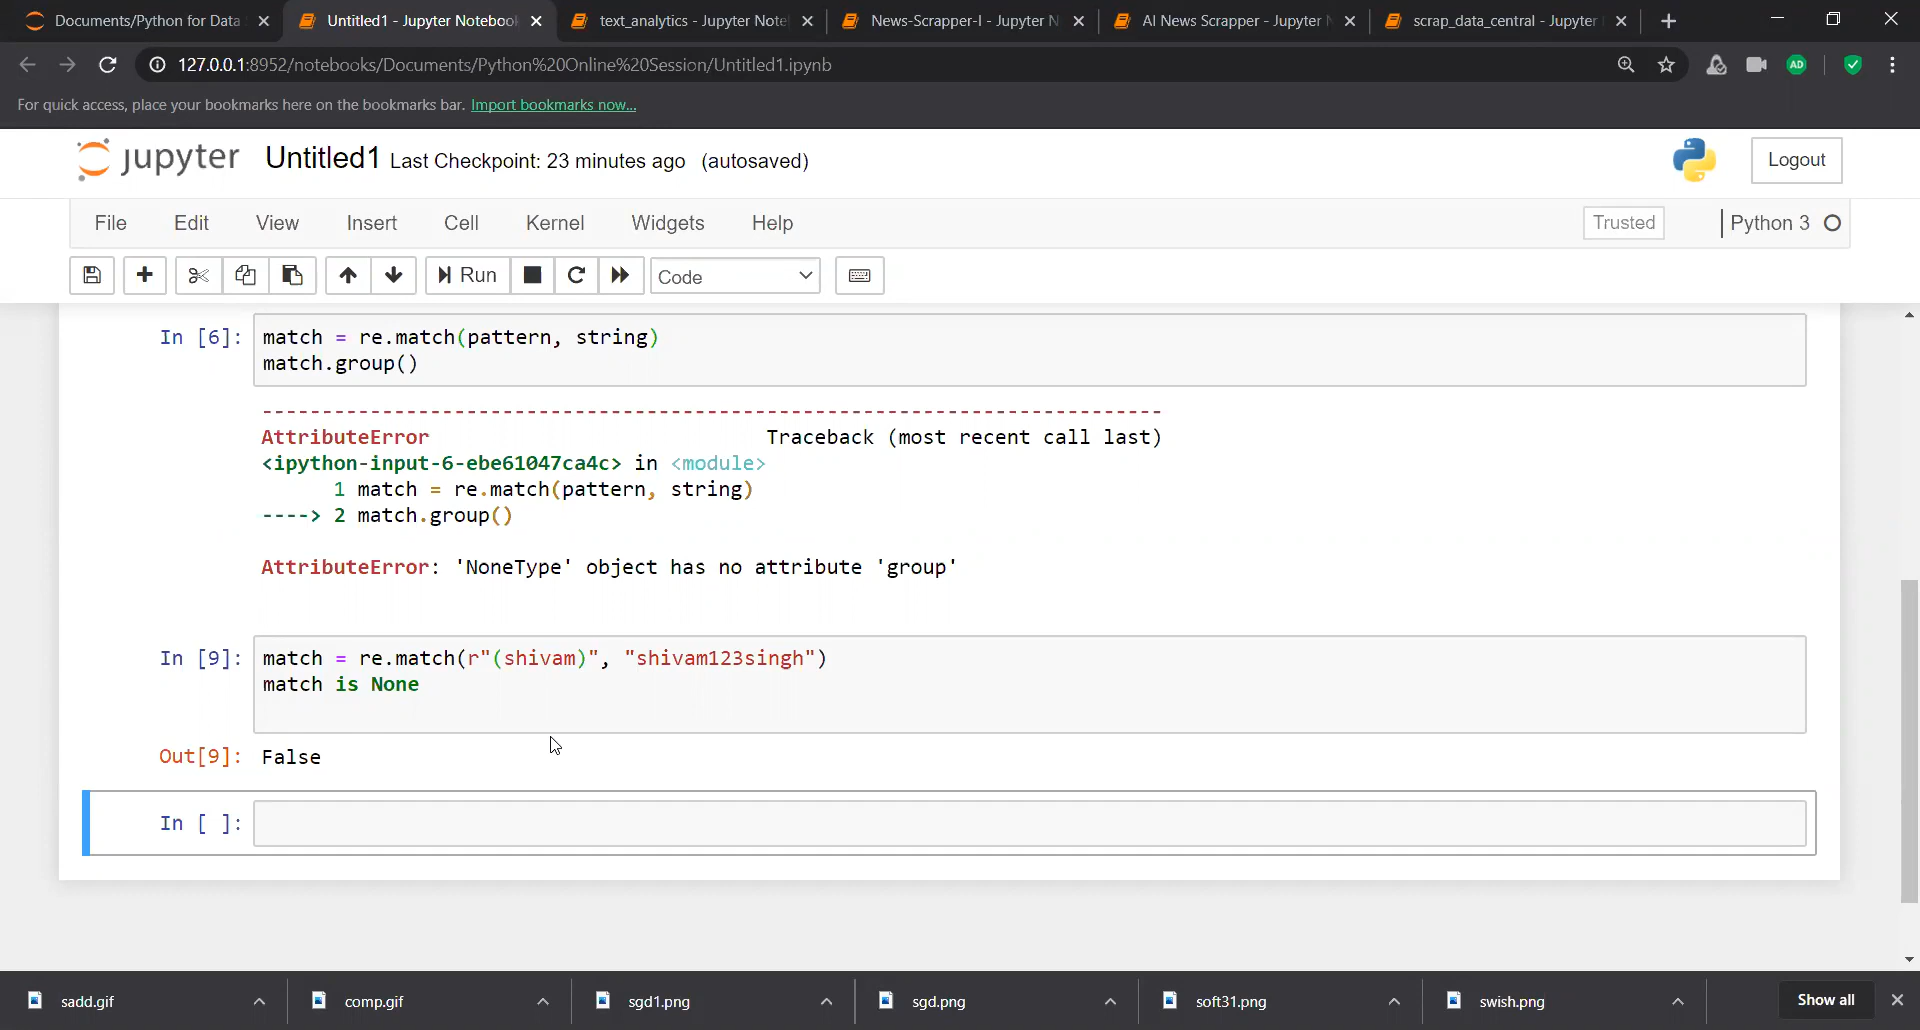 Documents/Python for Data
Untitled1 - Jupyter Notebook
text_analytics - Jupyter Note
News-Scrapper-I - Jupyter N
AI News Scrapper - Jupyter N
scrap_data_central - Jupyter
127.0.0.1:8952/notebooks/Documents/Python%20Online%20Session/Untitled1.ipynb
AD
For quick access, place your bookmarks here on the bookmarks bar. Import bookmarks now...
jupyter Untitled1 Last Checkpoint: 23 minutes ago (autosaved)
Logout
File Edit View Insert Cell Kernel Widgets Help
Trusted
Python 3
Run
Code
In [6]: match = re.match(pattern, string)
match.group()
---------------------------------------------------------------------------
AttributeError Traceback (most recent call last)
<ipython-input-6-ebe61047ca4c> in <module>
1 match = re.match(pattern, string)
----> 2 match.group()
AttributeError: 'NoneType' object has no attribute 'group'
In [9]: match = re.match(r"(shivam)", "shivam123singh")
match is None
Out[9]: False
In [ ]:
sadd.gif
comp.gif
sgd1.png
sgd.png
soft31.png
swish.png
Show all